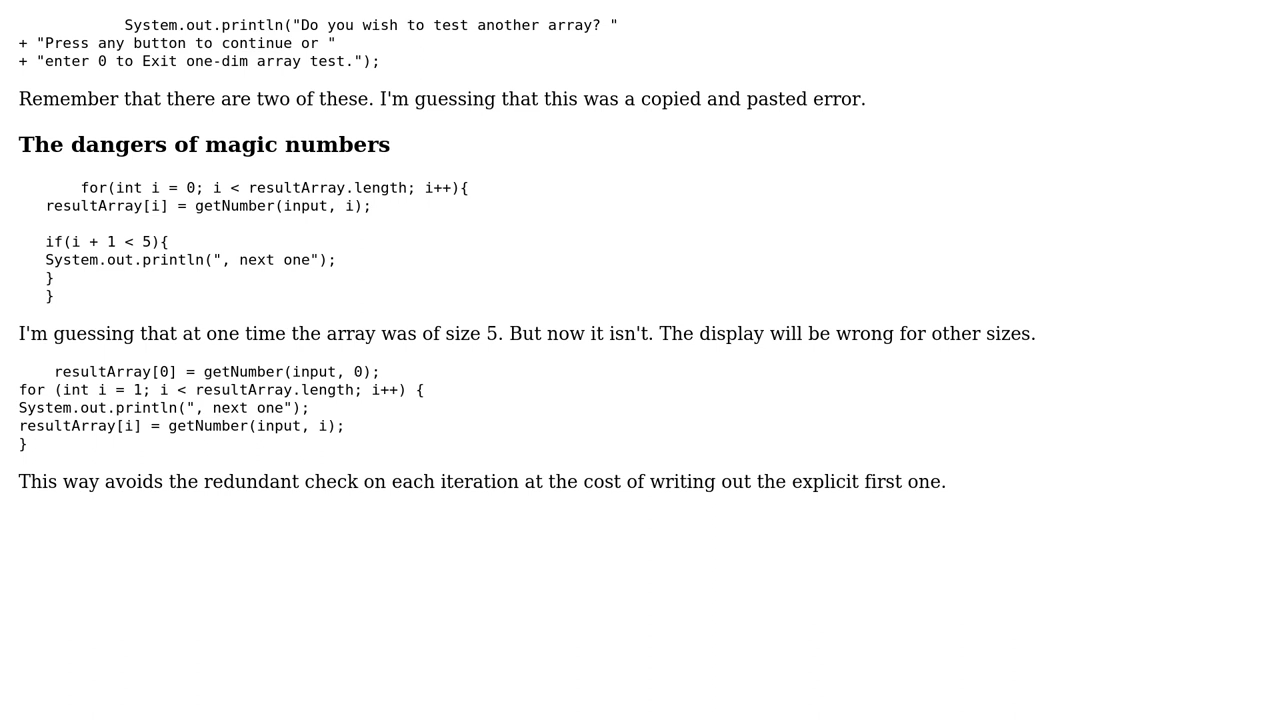 System.out.println("Do you wish to test another array? "
+ "Press any button to continue or "
+ "enter 0 to Exit one-dim array test.");
Remember that there are two of these. I'm guessing that this was a copied and pasted error.
The dangers of magic numbers
       for(int i = 0; i < resultArray.length; i++){
   resultArray[i] = getNumber(input, i);

   if(i + 1 < 5){
   System.out.println(", next one");
   }
   }
I'm guessing that at one time the array was of size 5. But now it isn't. The display will be wrong for other sizes.
    resultArray[0] = getNumber(input, 0);
for (int i = 1; i < resultArray.length; i++) {
System.out.println(", next one");
resultArray[i] = getNumber(input, i);
}
This way avoids the redundant check on each iteration at the cost of writing out the explicit first one.